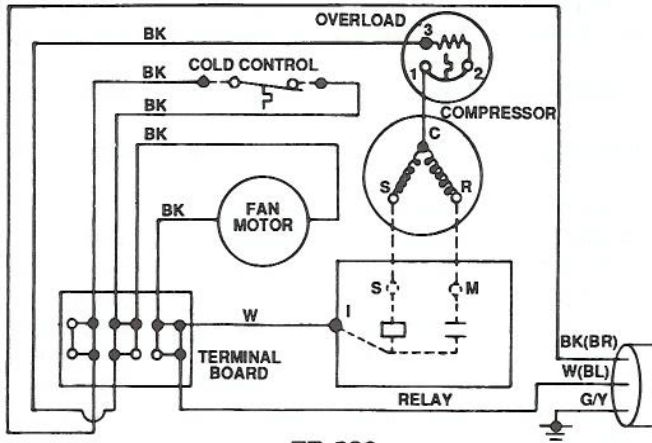 OVERLOAD
BK
3
COLD CONTROL
BK
1
2
BK
COMPRESSOR
BK
C
S
R
FAN
MOTOR
BK
S
M
W
I
TERMINAL
BOARD
BK(BR)
W(BL)
RELAY
G/Y